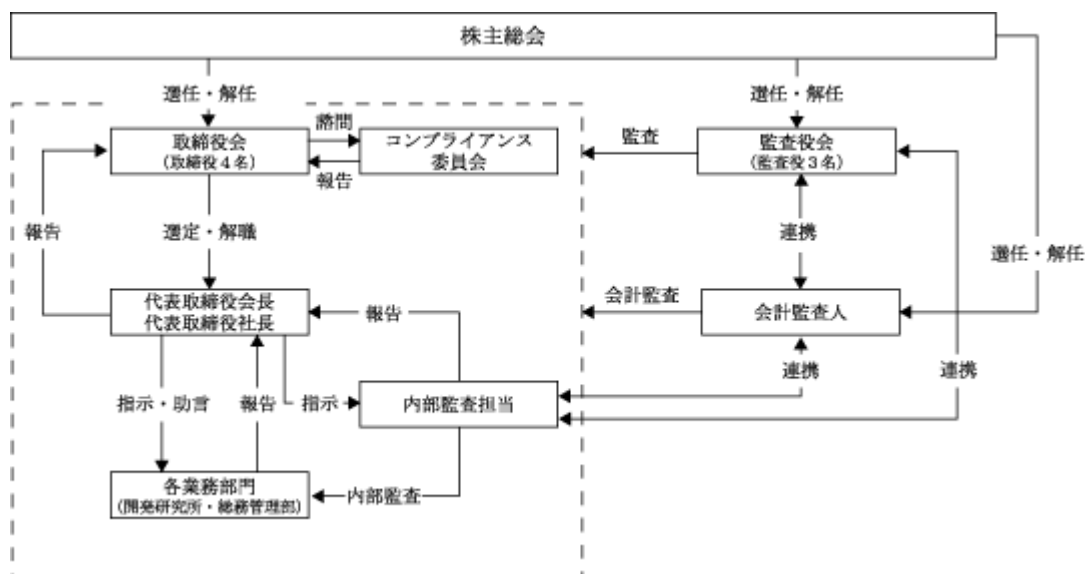 株主総会
選任・解任
選任・解任
取締役会
(取締役4名)
諮問
報告
コンプライアンス
委員会
監査
監査役会
(監査役3名)
報告
選定・解職
連携
選任・解任
代表取締役会長
代表取締役社長
報告
会計監査
会計監査人
指示・助言
報告
指示
内部監査担当
連携
連携
各業務部門
(開発研究所・総務管理部)
内部監査